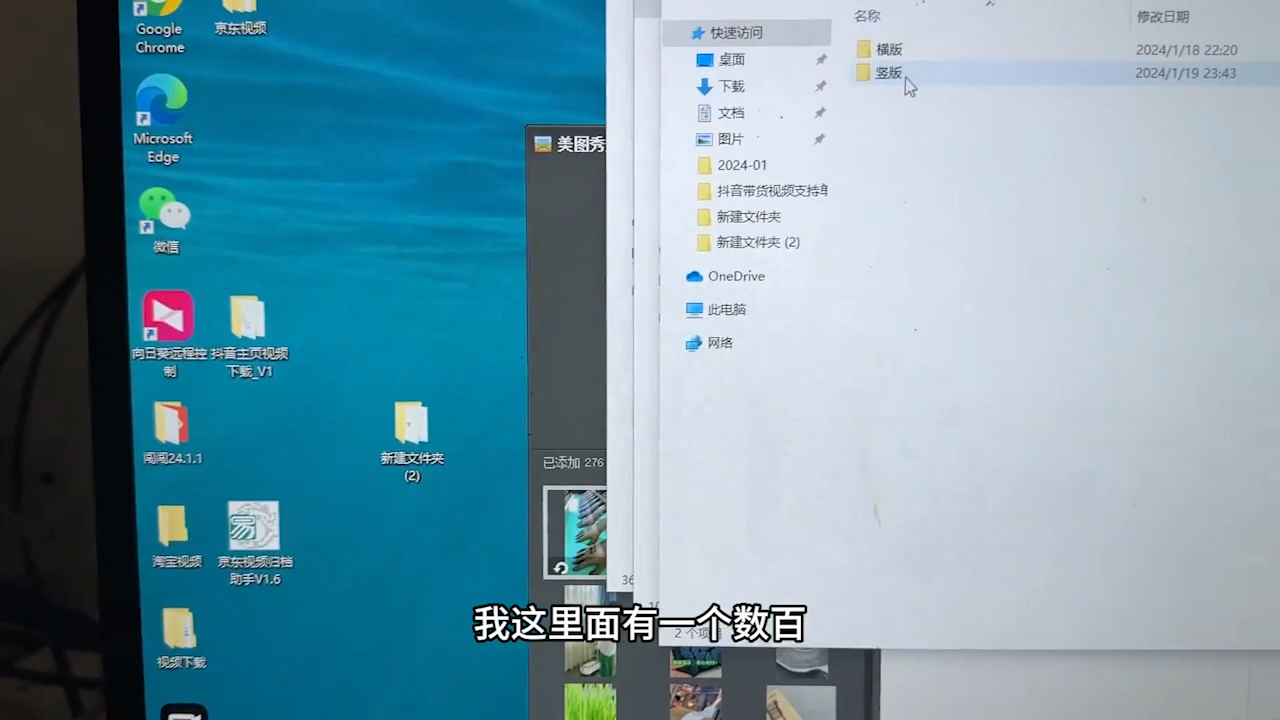 Google
Chrome
京东视频
Microsoft
Edge
微信
向日葵远程控
制
抖音主页视频
下载_V1
闯闯24.1.1
新建文件夹
(2)
淘宝视频
京东视频归档
助手V1.6
视频下载
美图秀
已添加 276
快速访问
桌面
下载
文档
图片
2024-01
抖音带货视频支持单
新建文件夹
新建文件夹 (2)
OneDrive
此电脑
网络
名称
修改日期
横版
2024/1/18 22:20
竖版
2024/1/19 23:43
36
2 个项
我这里面有一个数百